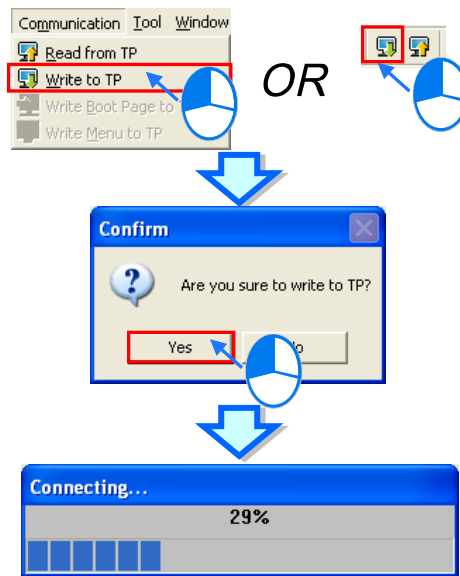 Communication Tool Window
Read from TP
Write to TP
OR
Write Boot Page to
Write Menu to TP
Confirm
Are you sure to write to TP?
Yes
Connecting...
29%